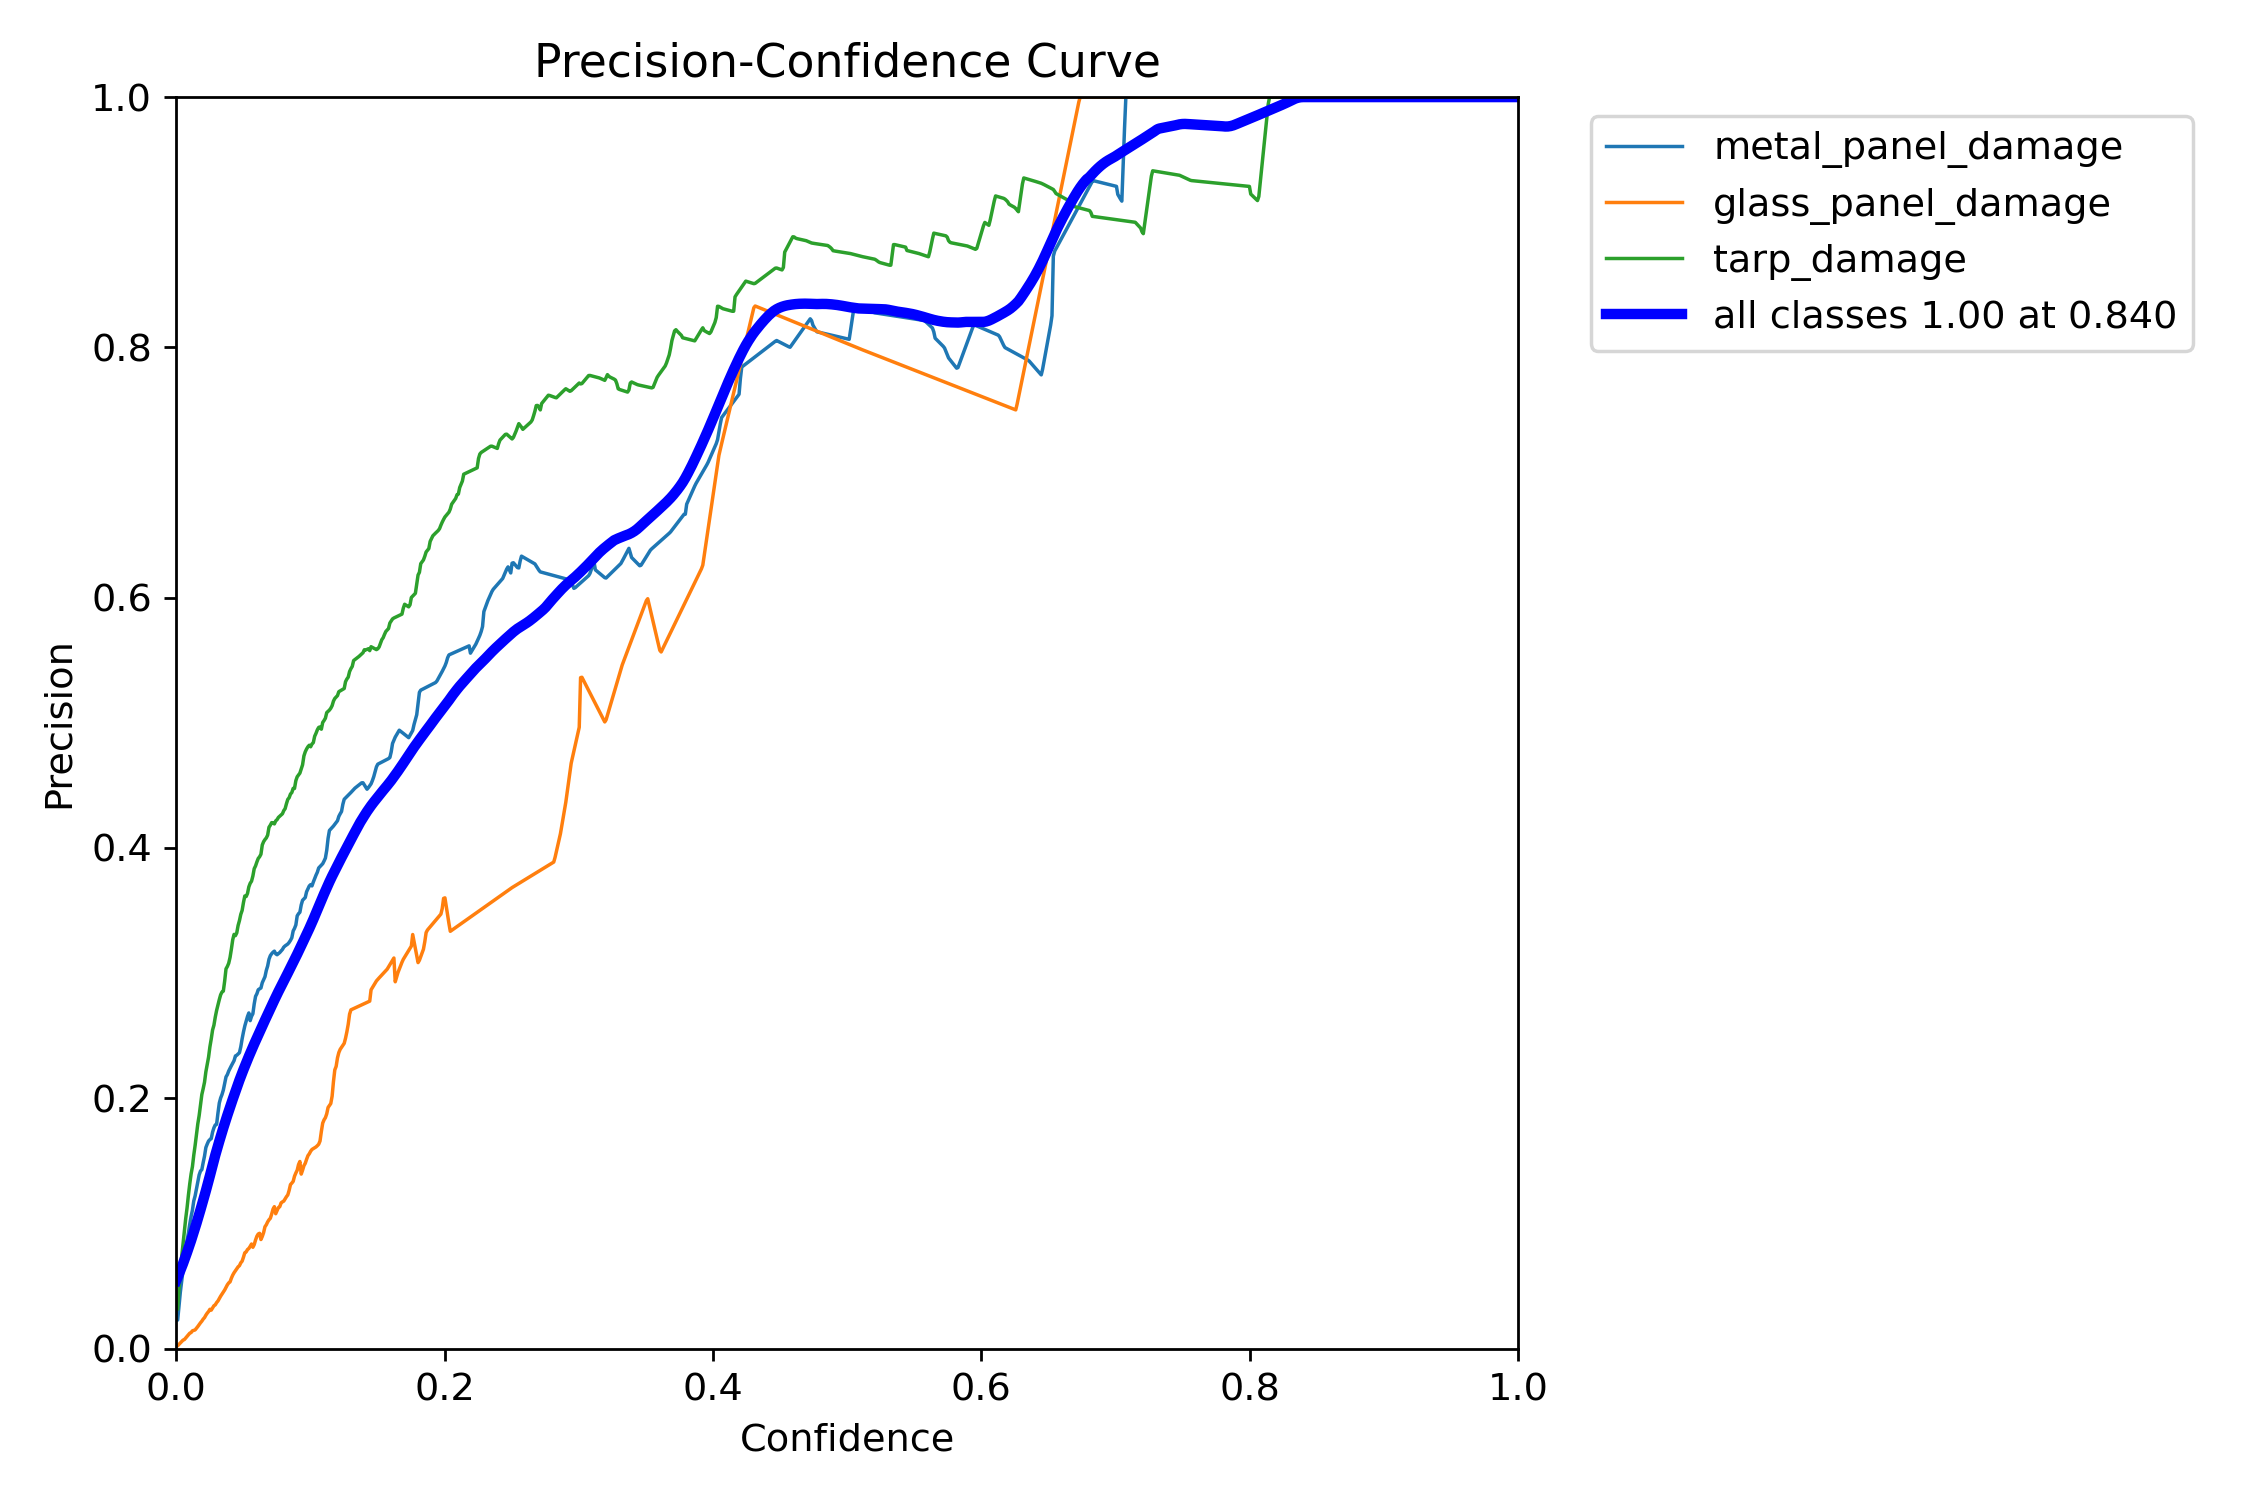 Precision-Confidence Curve
1.0
0.8
0.6
0.4
0.2
0.0
Precision
0.0 0.2 0.4 0.6 0.8 1.0
Confidence
metal_panel_damage
glass_panel_damage
tarp_damage
all classes 1.00 at 0.840